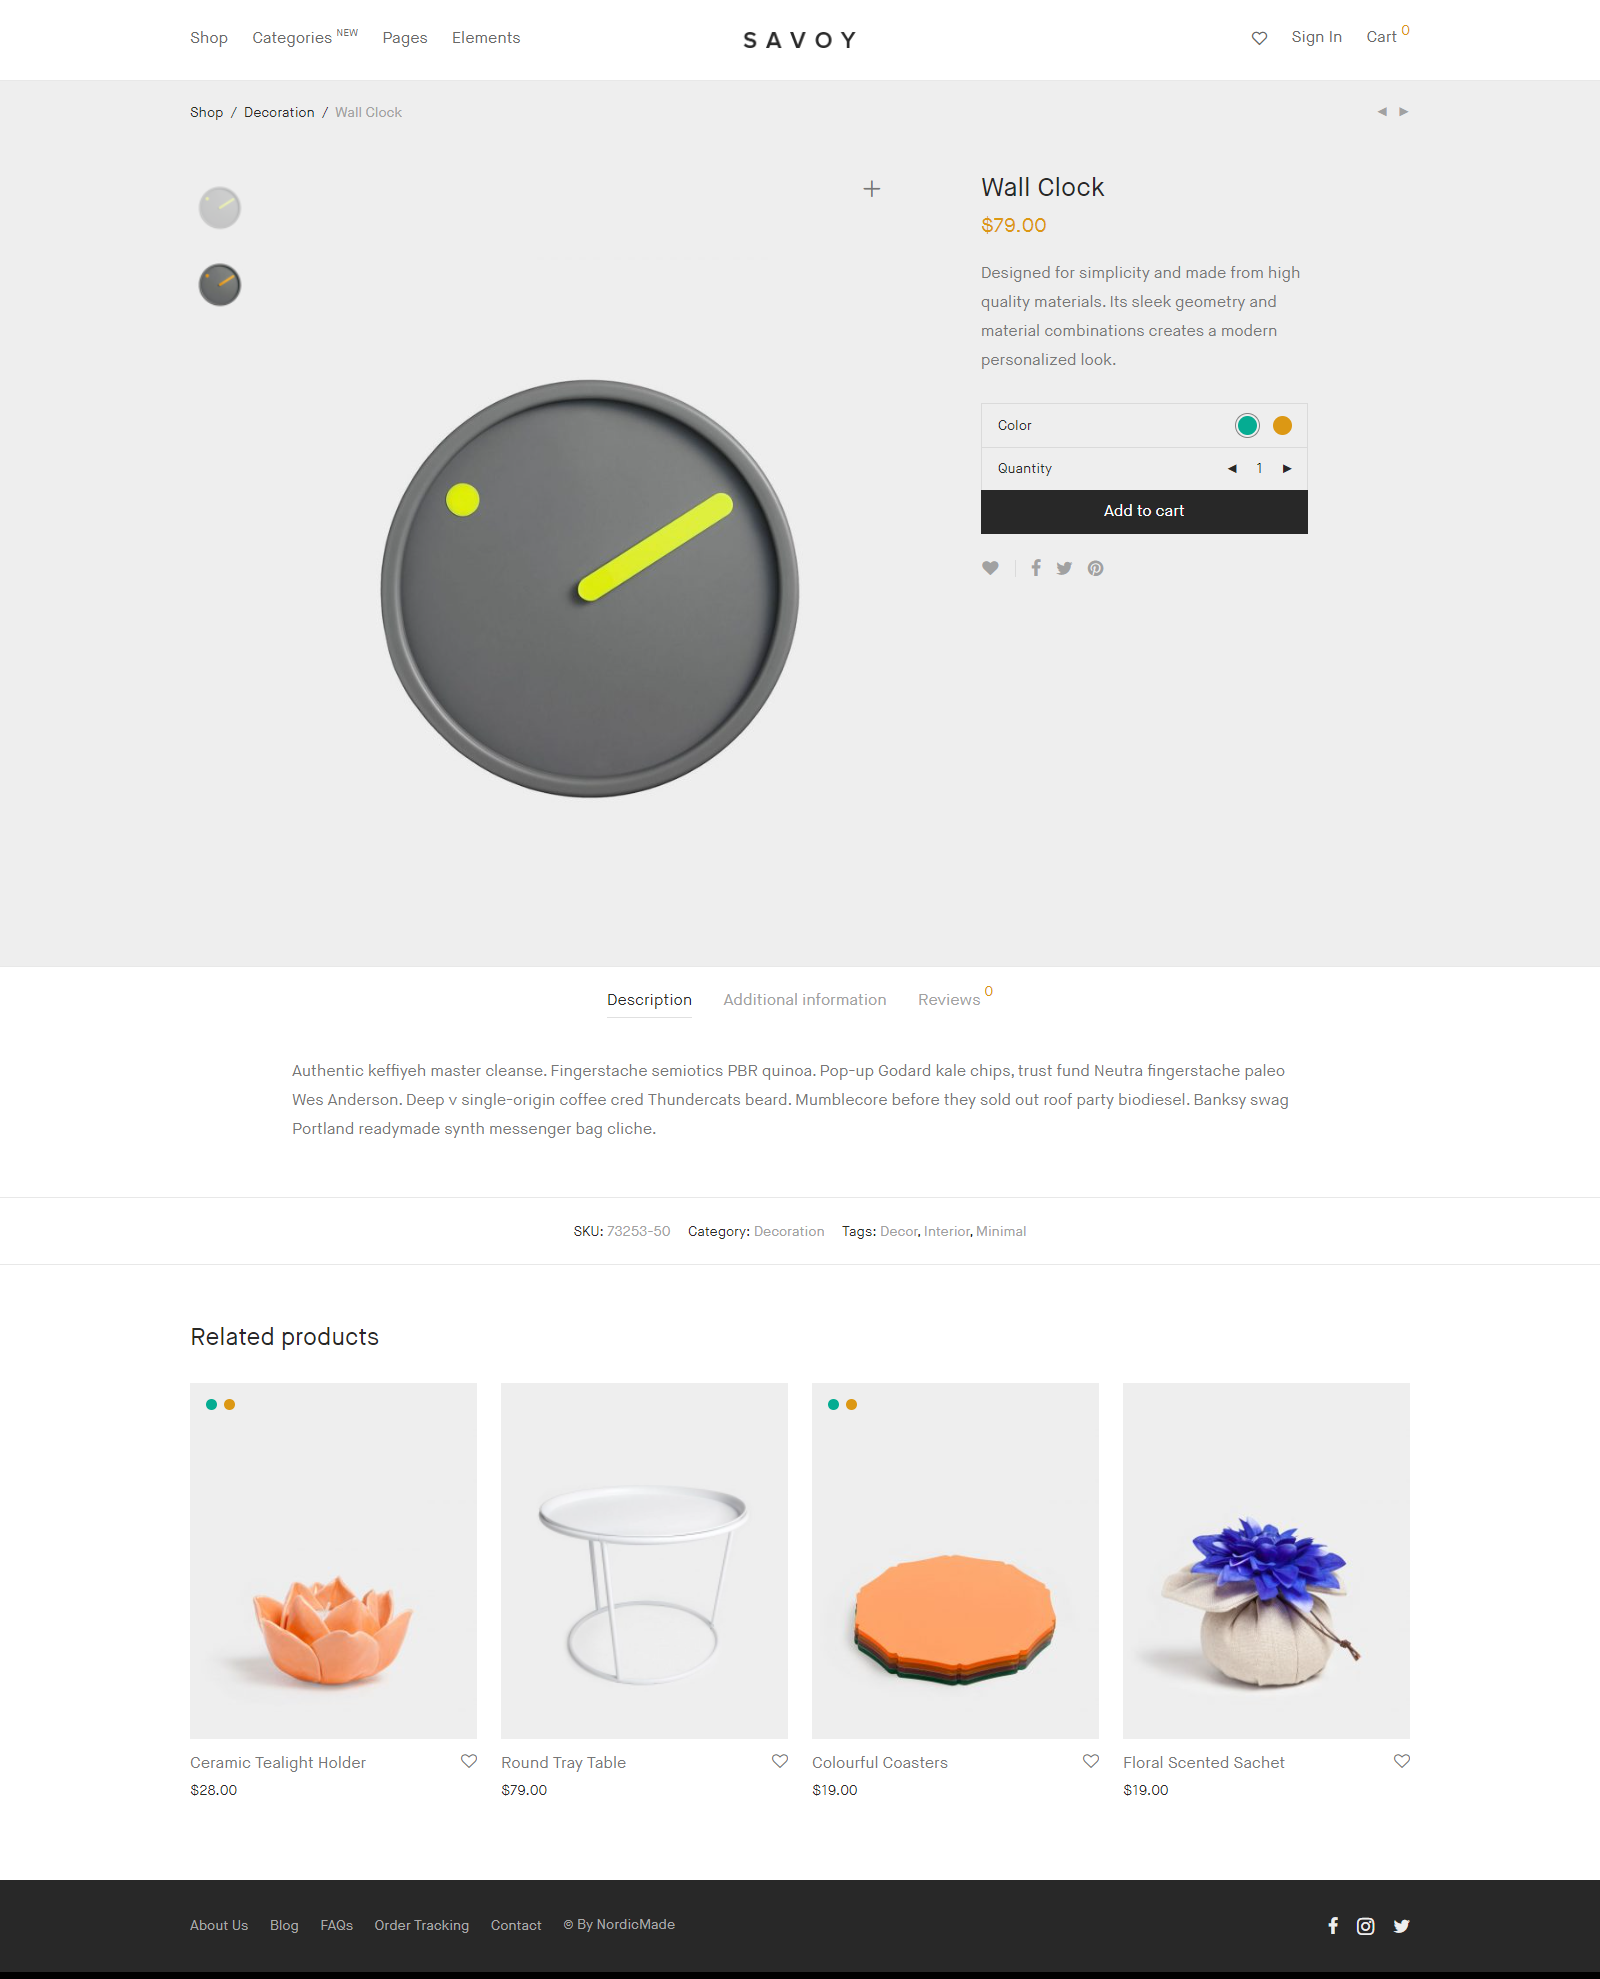 Shop Categories NEW Pages Elements SAVOY Sign In Cart 0
Shop / Decoration / Wall Clock
Wall Clock
$79.00
Designed for simplicity and made from high
quality materials. Its sleek geometry and
material combinations creates a modern
personalized look.
Color
Quantity 1
Add to cart
Description Additional information Reviews 0
Authentic keffiyeh master cleanse. Fingerstache semiotics PBR quinoa. Pop-up Godard kale chips, trust fund Neutra fingerstache paleo
Wes Anderson. Deep v single-origin coffee cred Thundercats beard. Mumblecore before they sold out roof party biodiesel. Banksy swag
Portland readymade synth messenger bag cliche.
SKU: 73253-50 Category: Decoration Tags: Decor, Interior, Minimal
Related products
Ceramic Tealight Holder
$28.00
Round Tray Table
$79.00
Colourful Coasters
$19.00
Floral Scented Sachet
$19.00
About Us Blog FAQs Order Tracking Contact © By NordicMade